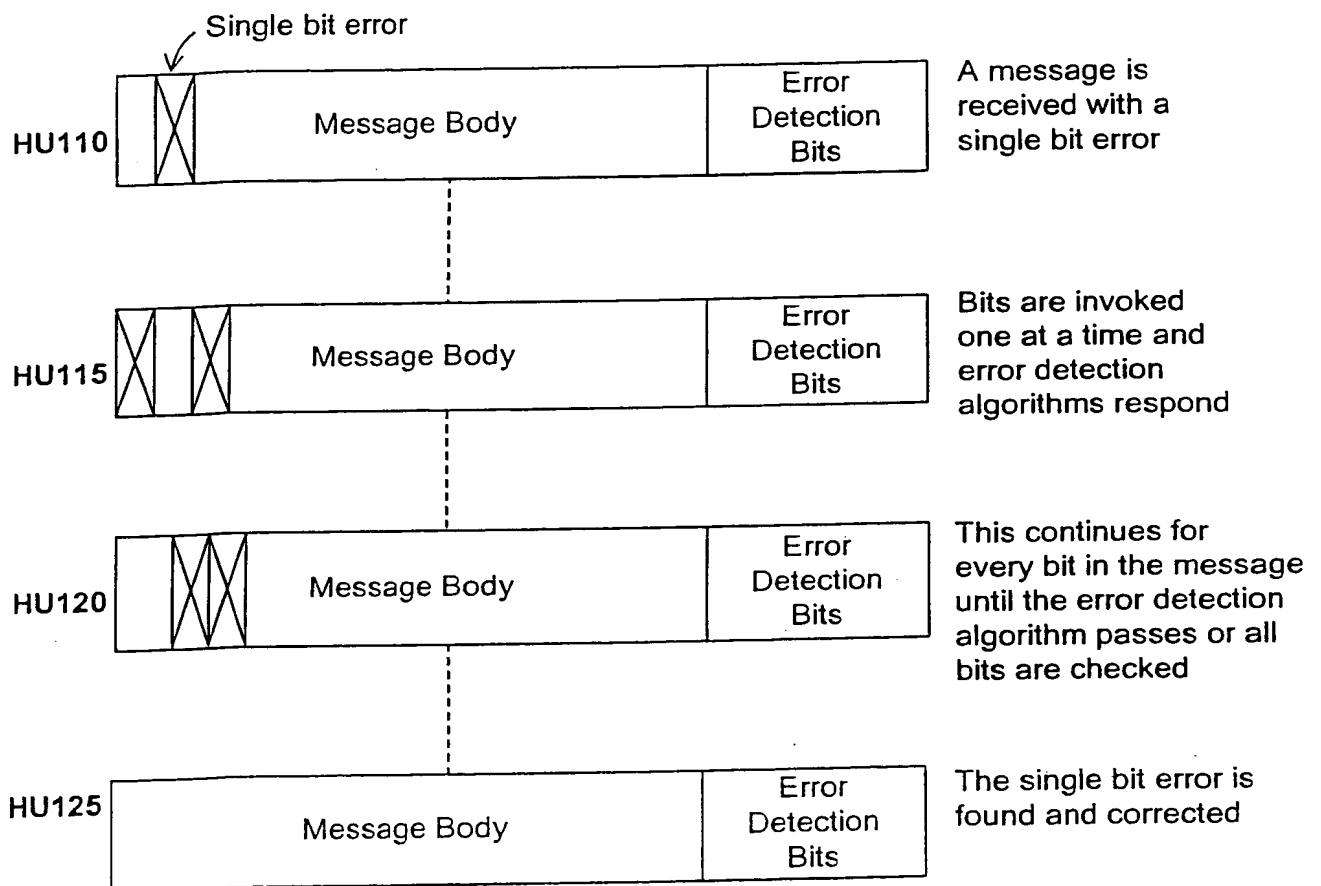 Single bit error
HU110
Message Body
Error
Detection
Bits
A message is
received with a
single bit error
HU115
Message Body
Error
Detection
Bits
Bits are invoked
one at a time and
error detection
algorithms respond
HU120
Message Body
Error
Detection
Bits
This continues for
every bit in the message
until the error detection
algorithm passes or all
bits are checked
HU125
Message Body
Error
Detection
Bits
The single bit error is
found and corrected